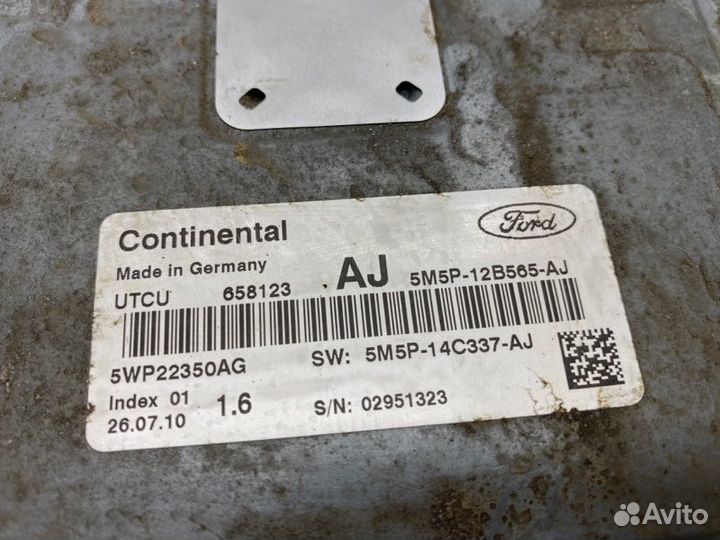 Continental
Ford
Made in Germany
AJ
5M5P-12B565-AJ
UTCU 658123
5WP22350AG
SW: 5M5P-14C337-AJ
Index 01
26.07.10
1.6
S/N: 02951323
Avito